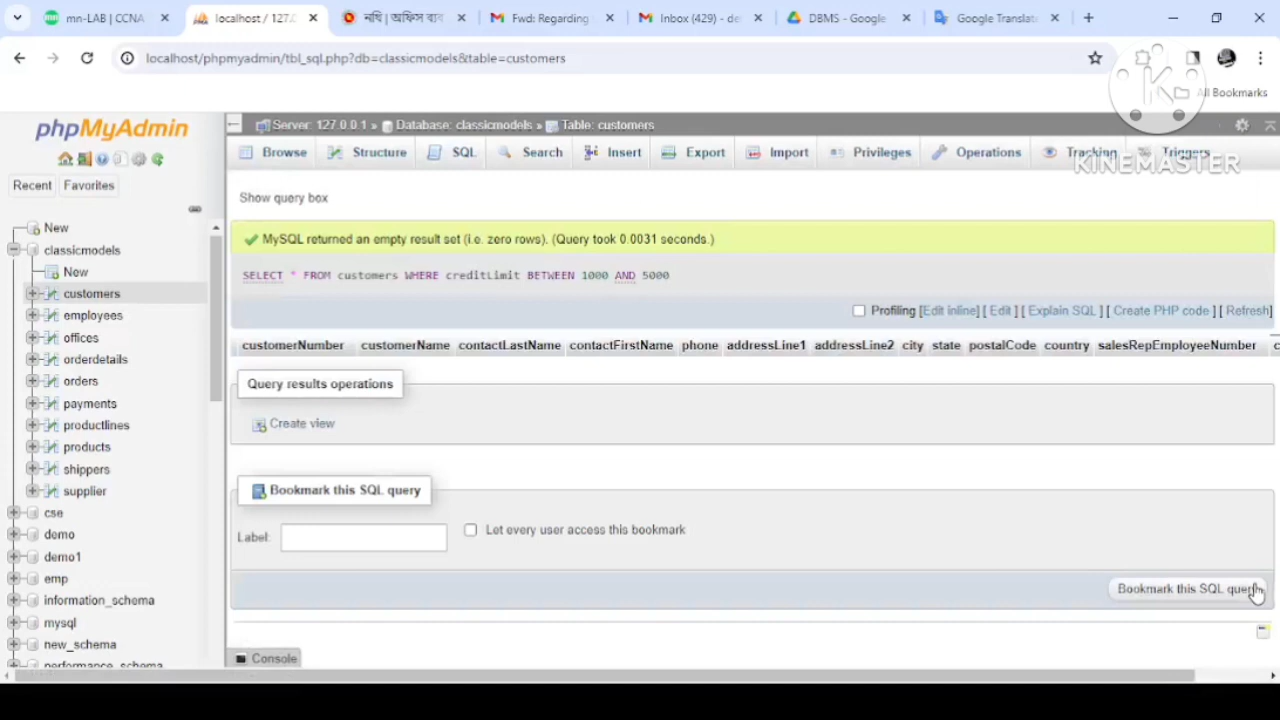 mn-LAB | CCNA
localhost / 127.
নথি | অফিস ব্যব
Fwd: Regarding
Inbox (429) - de
DBMS - Google
Google Translat
localhost/phpmyadmin/tbl_sql.php?db=classicmodels&table=customers
All Bookmarks
KINEMASTER
phpMyAdmin
Recent Favorites
New
classicmodels
New
customers
employees
offices
orderdetails
orders
payments
productlines
products
shippers
supplier
cse
demo
demo1
emp
information_schema
mysql
new_schema
performance_schema
Server: 127.0.0.1 » Database: classicmodels » Table: customers
Browse Structure SQL Search Insert Export Import Privileges Operations Tracking Triggers
Show query box
MySQL returned an empty result set (i.e. zero rows). (Query took 0.0031 seconds.)
SELECT * FROM customers WHERE creditLimit BETWEEN 1000 AND 5000
Profiling [Edit inline] [ Edit ] [ Explain SQL ] [ Create PHP code ] [ Refresh]
customerNumber customerName contactLastName contactFirstName phone addressLine1 addressLine2 city state postalCode country salesRepEmployeeNumber c
Query results operations
Create view
Bookmark this SQL query
Label: Let every user access this bookmark
Bookmark this SQL query
Console